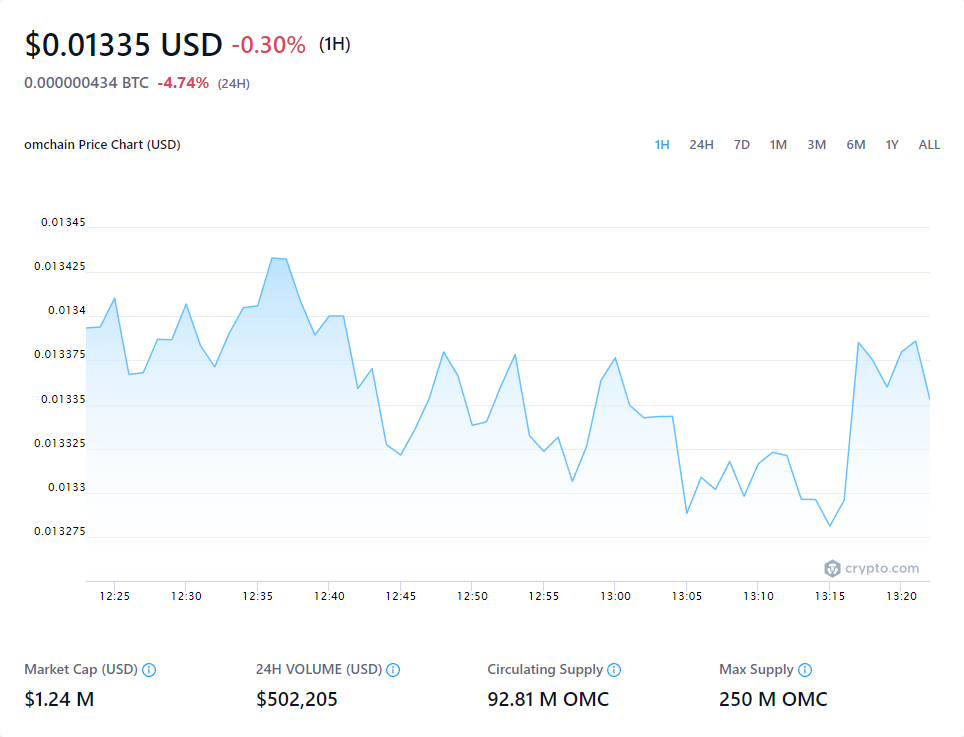 $0.01335 USD -0.30% (1H)
0.000000434 BTC -4.74% (24H)
omchain Price Chart (USD) 1H 24H 7D 1M 3M 6M 1Y ALL
0.01345
0.013425
0.0134
0.013375
0.01335
0.013325
0.0133
0.013275
crypto.com
12:25 12:30 12:35 12:40 12:45 12:50 12:55 13:00 13:05 13:10 13:15 13:20
Market Cap (USD) 24H VOLUME (USD) Circulating Supply Max Supply
$1.24 M $502,205 92.81 M OMC 250 M OMC